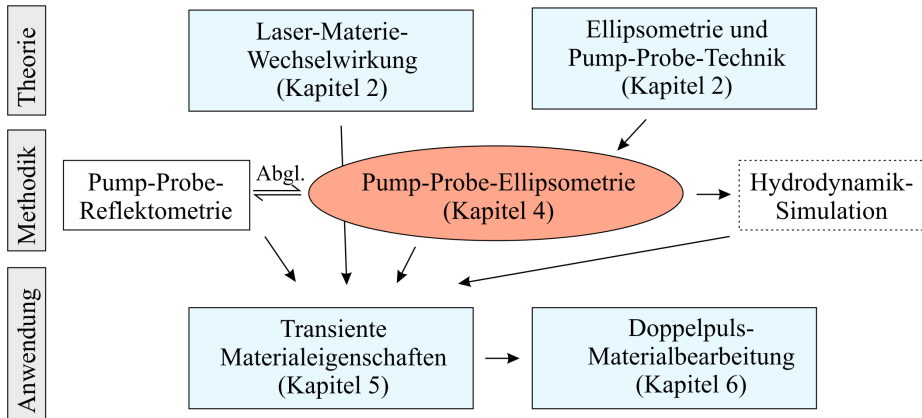 Theorie
Laser-Materie-
Wechselwirkung
(Kapitel 2)
Ellipsometrie und
Pump-Probe-Technik
(Kapitel 2)
Methodik
Pump-Probe-
Reflektometrie
Abgl.
Pump-Probe-Ellipsometrie
(Kapitel 4)
Hydrodynamik-
Simulation
Anwendung
Transiente
Materialeigenschaften
(Kapitel 5)
Doppelpuls-
Materialbearbeitung
(Kapitel 6)